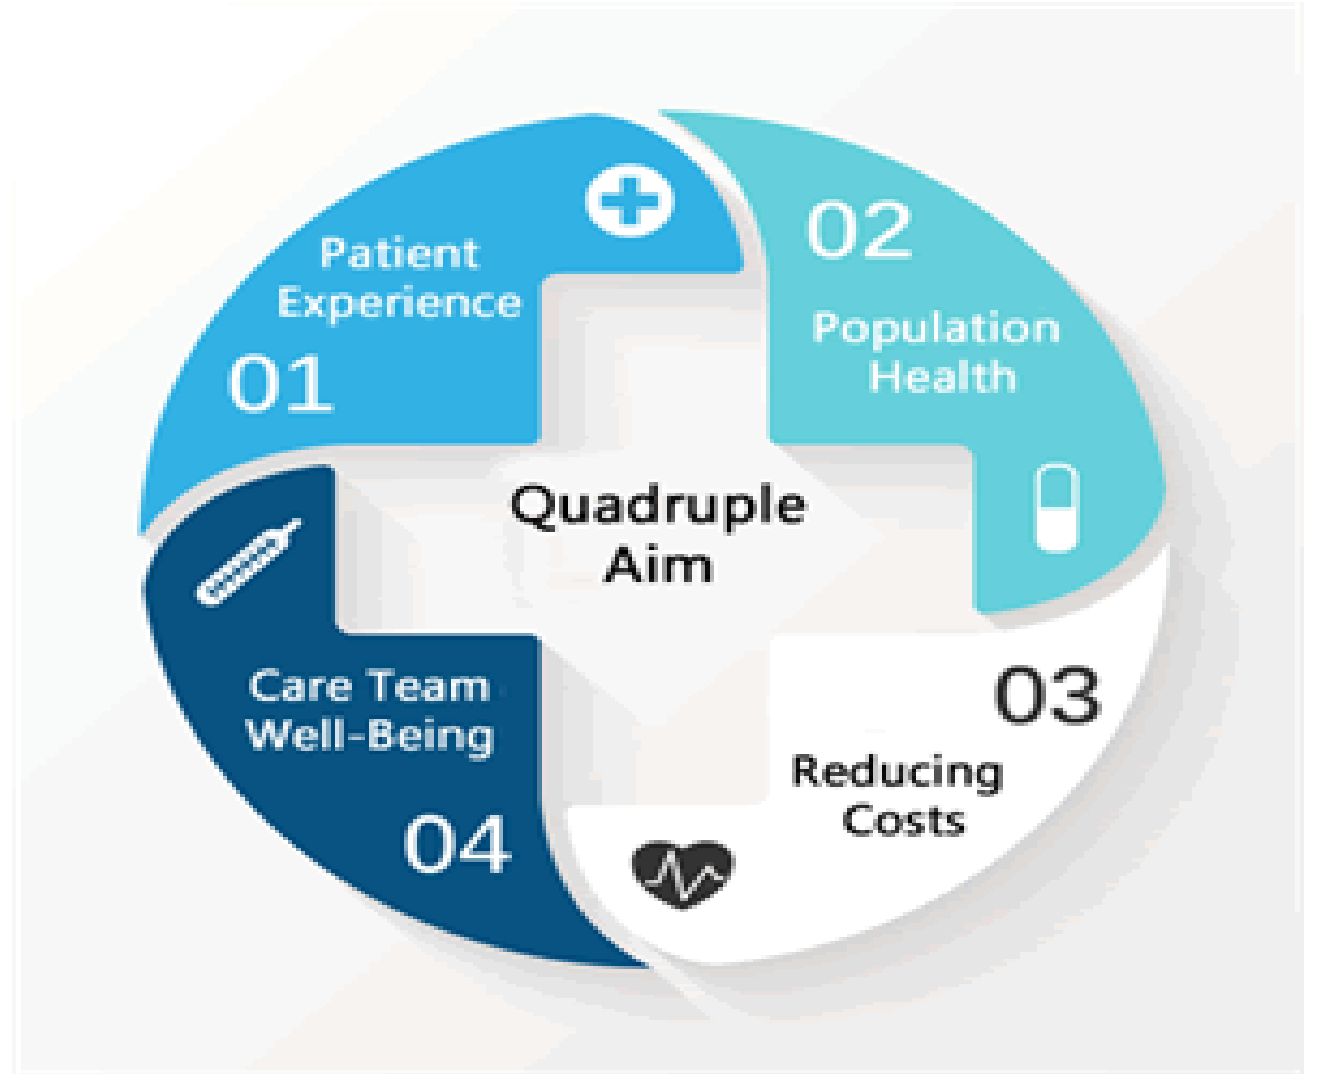 Patient
Experience
01
02
Population
Health
Quadruple
Aim
03
Reducing
Costs
Care Team
Well-Being
04